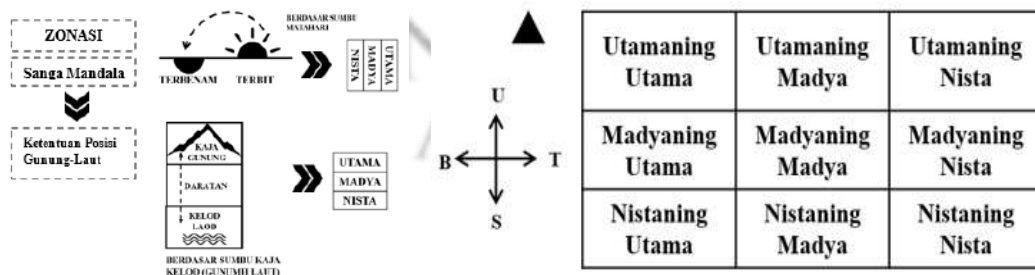 ZONASI
Sanga Mandala
Ketentuan Posisi
Gunung-Laut
BERDASAR SUMBU
MATAHARI
TERBENAM
TERBIT
NISTA
MADYA
UTAMA
KAJA
GUNUNG
DARATAN
KELOD
LAOD
BERDASAR SUMBU KAJA
KELOD (GUNUMH LAUT)
UTAMA
MADYA
NISTA
U
B
T
S
Utamaning
Utama
Utamaning
Madya
Utamaning
Nista
Madyaning
Utama
Madyaning
Madya
Madyaning
Nista
Nistaning
Utama
Nistaning
Madya
Nistaning
Nista